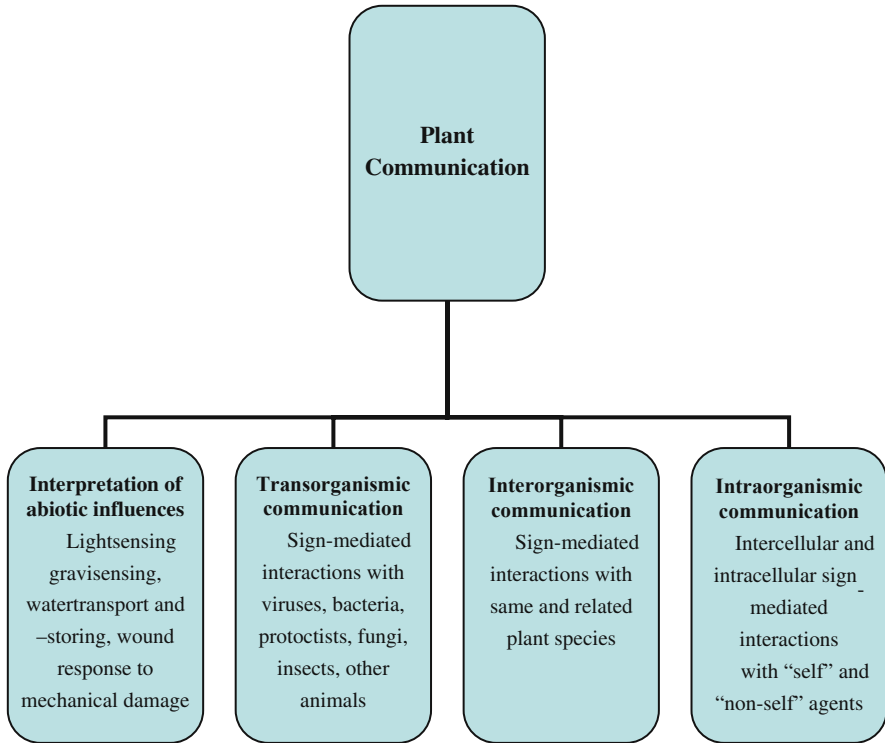 Plant
Communication
Interpretation of
abiotic influences
Lightsensing
gravisensing,
watertransport and
–storing, wound
response to
mechanical damage
Transorganismic
communication
Sign-mediated
interactions with
viruses, bacteria,
protoctists, fungi,
insects, other
animals
Interorganismic
communication
Sign-mediated
interactions with
same and related
plant species
Intraorganismic
communication
Intercellular and
intracellular sign-
mediated
interactions
with “self” and
“non-self” agents